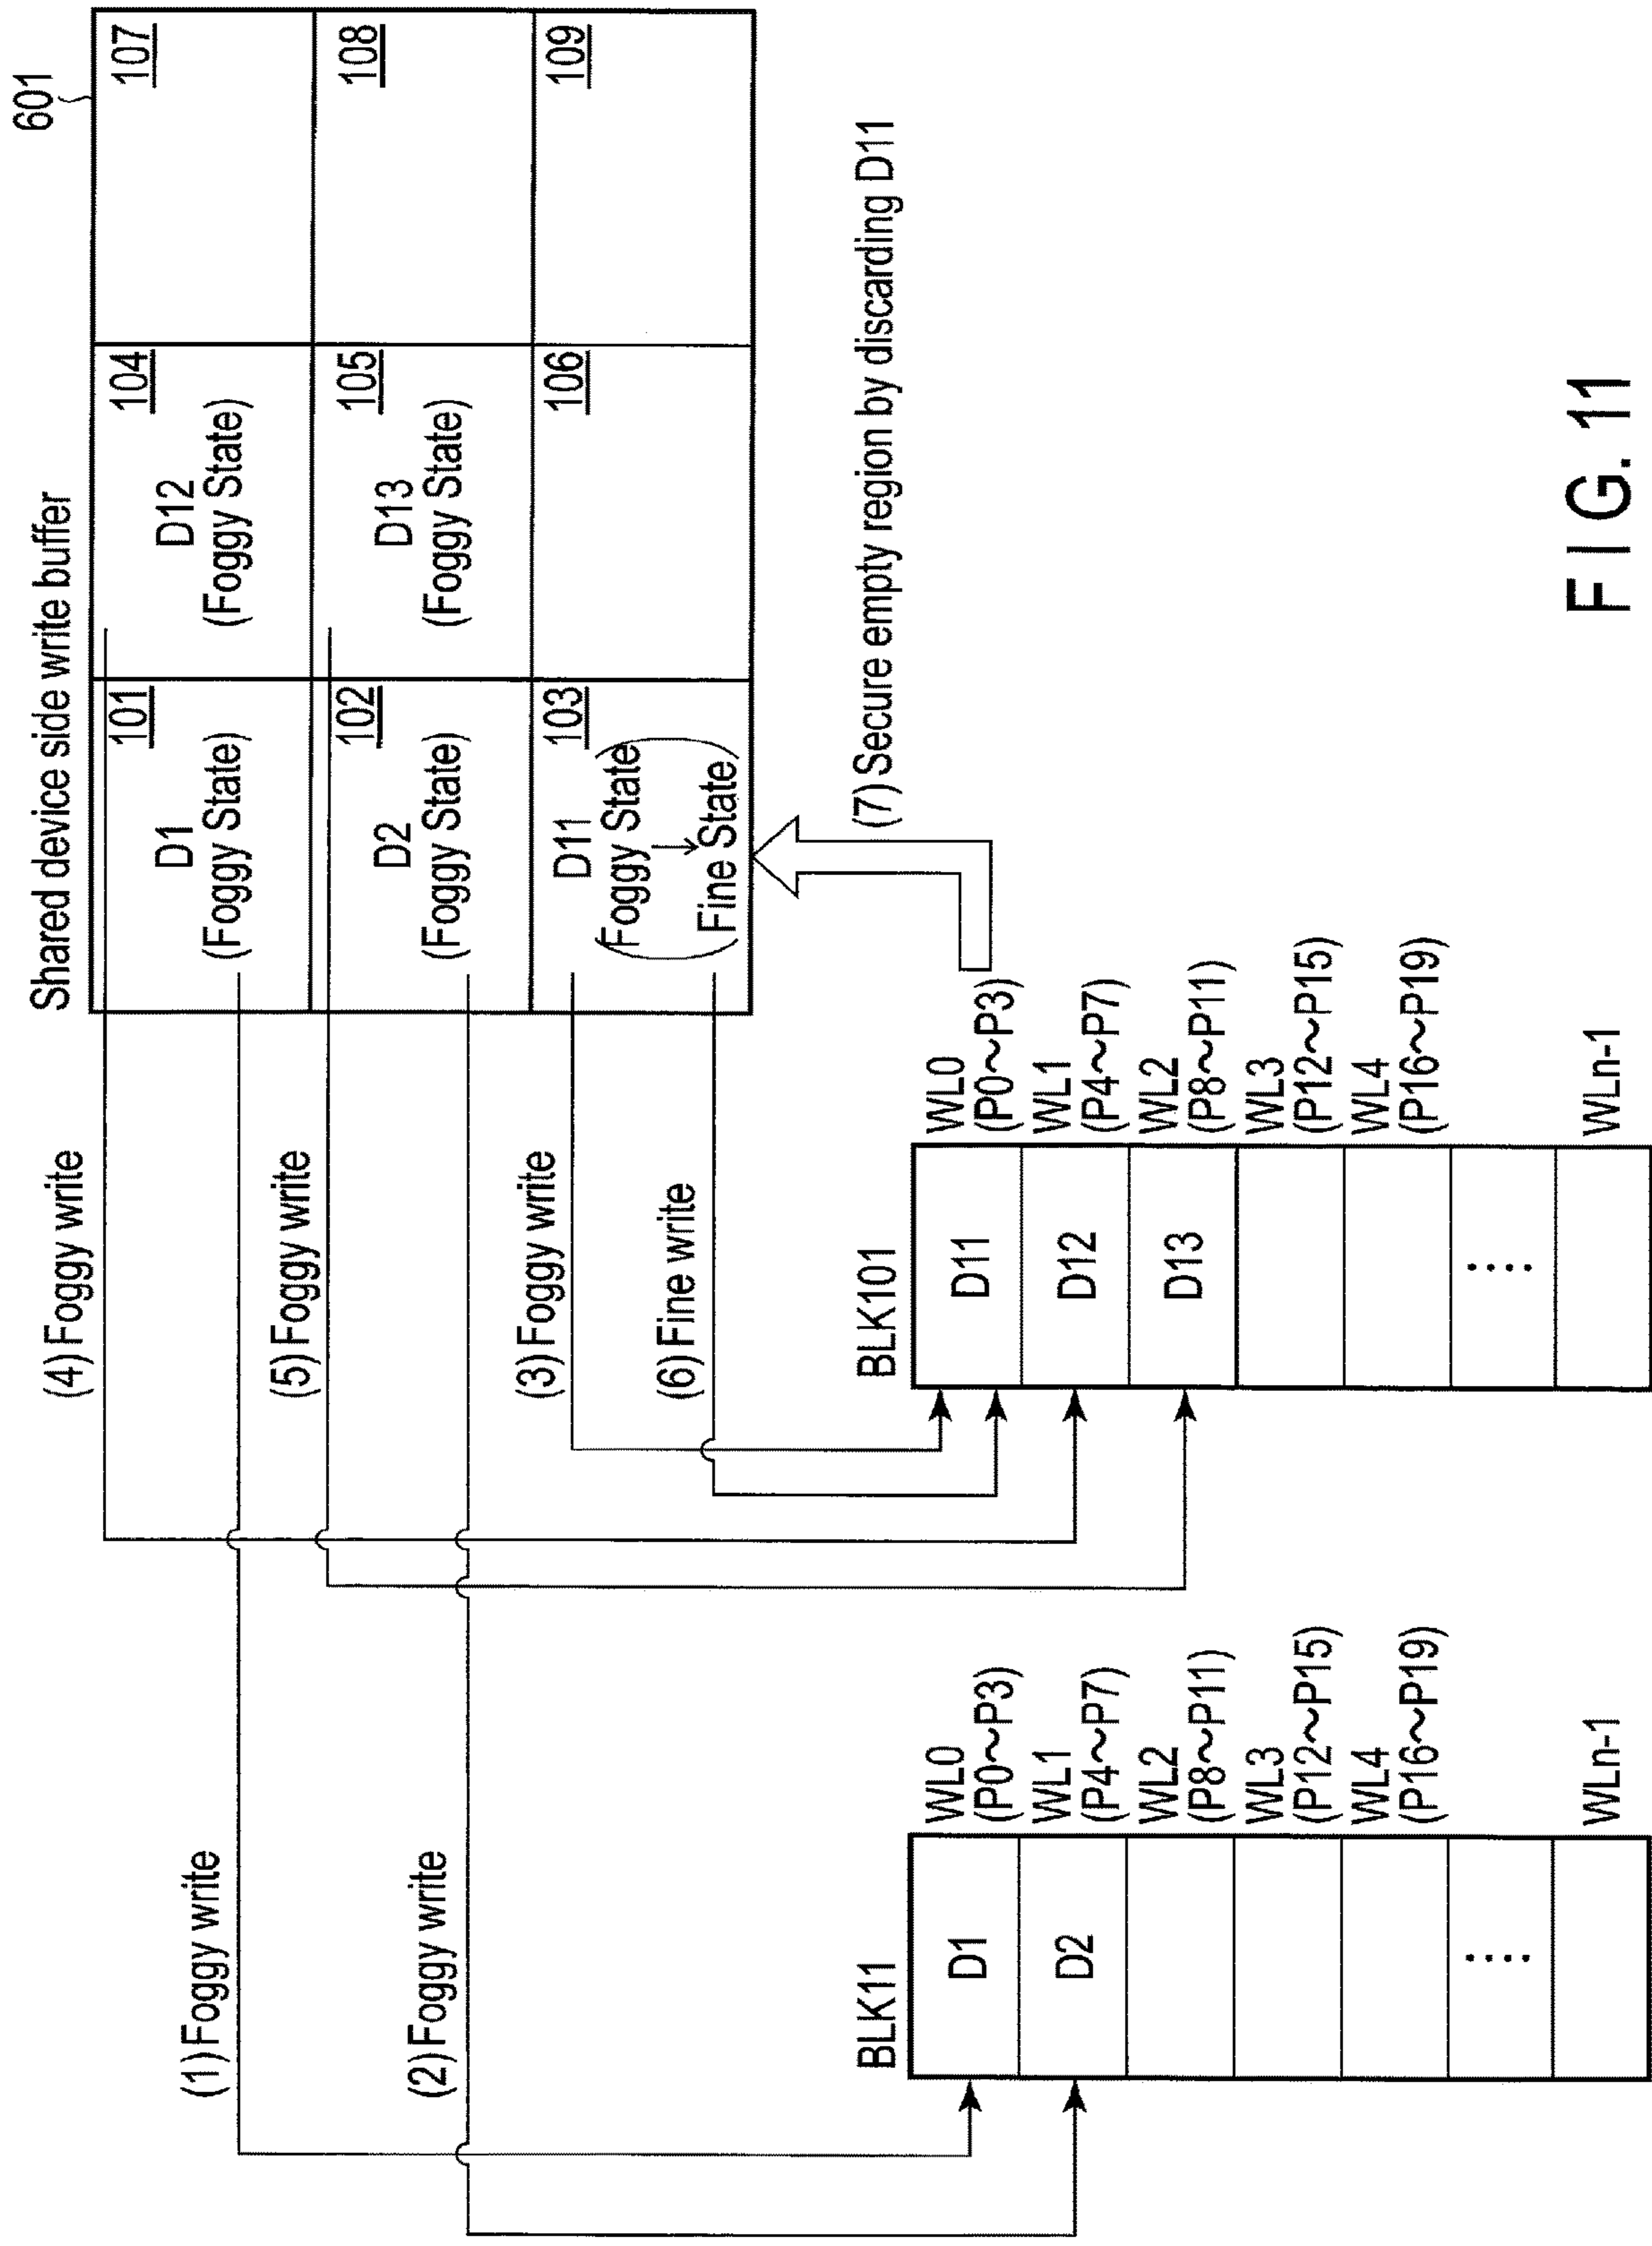 Shared device side write buffer
601
101
D1
(Foggy State)
104
D12
(Foggy State)
107
102
D2
(Foggy State)
105
D13
(Foggy State)
108
103
D11
(Foggy State
↓
Fine State)
106
109
(4) Foggy write
(1) Foggy write
(5) Foggy write
(2) Foggy write
(3) Foggy write
(6) Fine write
(7) Secure empty region by discarding D11
BLK11
D1
WL0
(P0~P3)
D2
WL1
(P4~P7)
WL2
(P8~P11)
WL3
(P12~P15)
WL4
(P16~P19)
....
WLn-1
BLK101
D11
WL0
(P0~P3)
D12
WL1
(P4~P7)
D13
WL2
(P8~P11)
WL3
(P12~P15)
WL4
(P16~P19)
....
WLn-1
FIG. 11